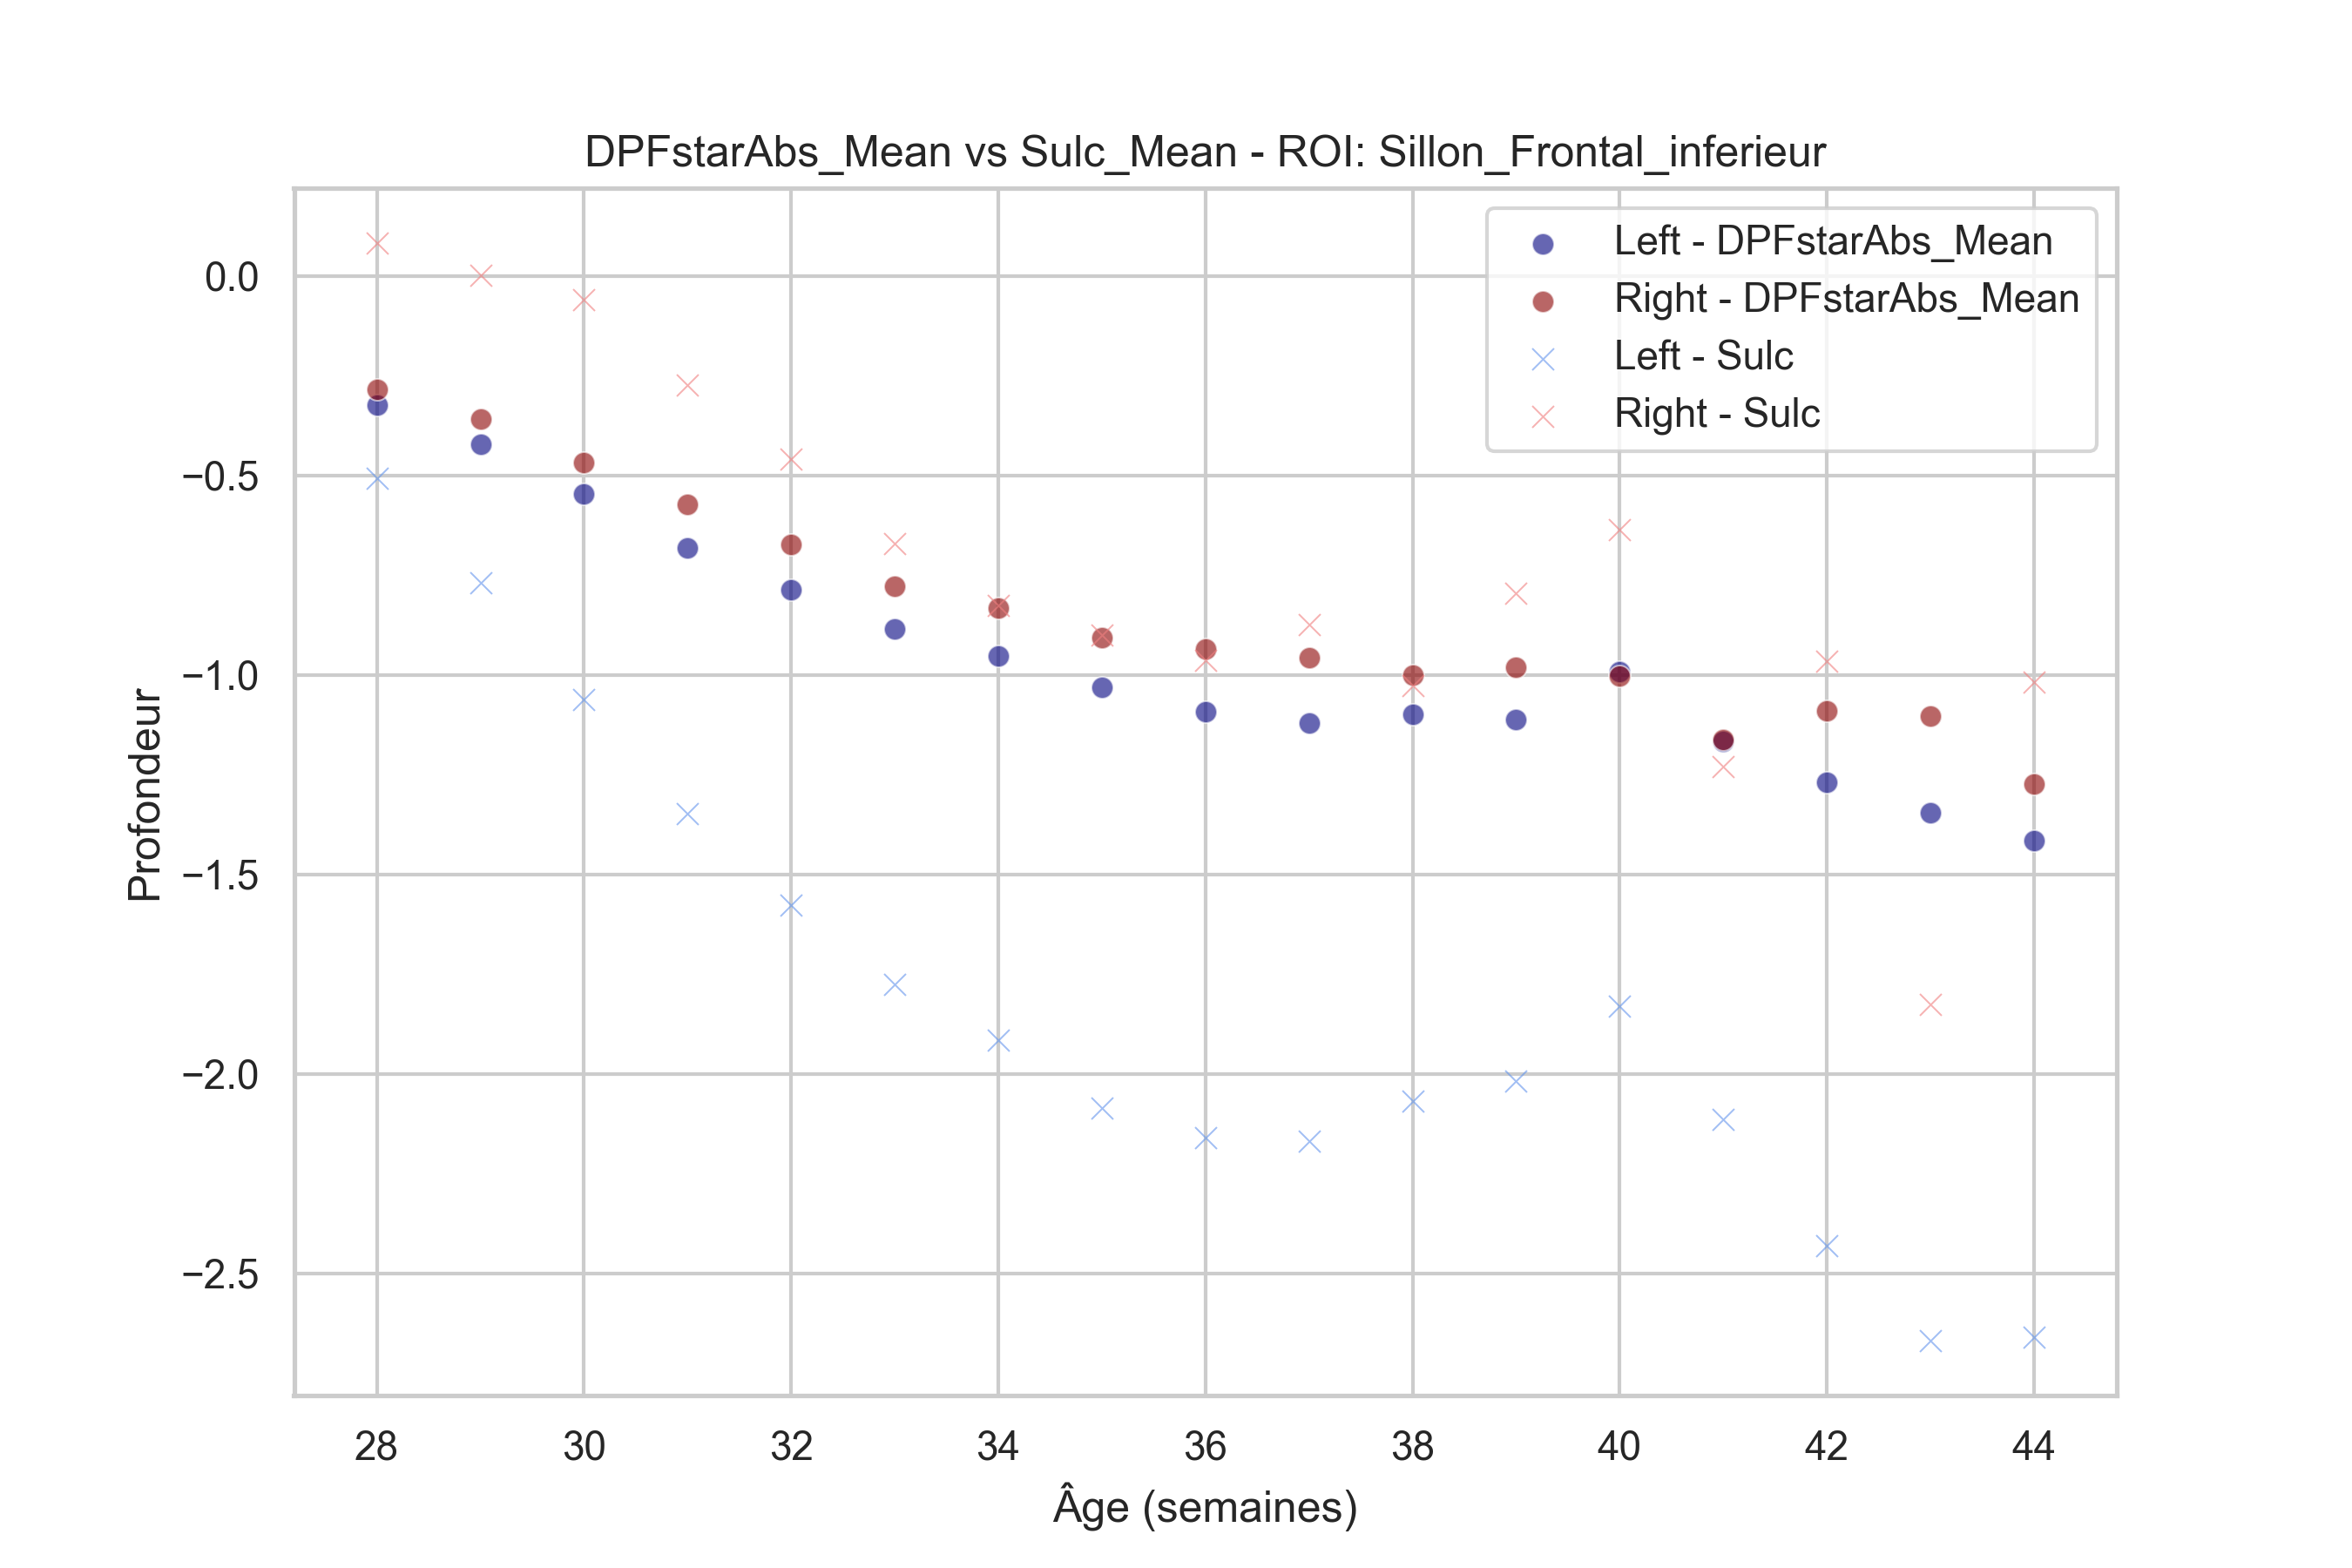 DPFstarAbs_Mean vs Sulc_Mean - ROI: Sillon_Frontal_inferieur
Left - DPFstarAbs_Mean
Right - DPFstarAbs_Mean
Left - Sulc
Right - Sulc
Profondeur
0.0
−0.5
−1.0
−1.5
−2.0
−2.5
28 30 32 34 36 38 40 42 44
Âge (semaines)